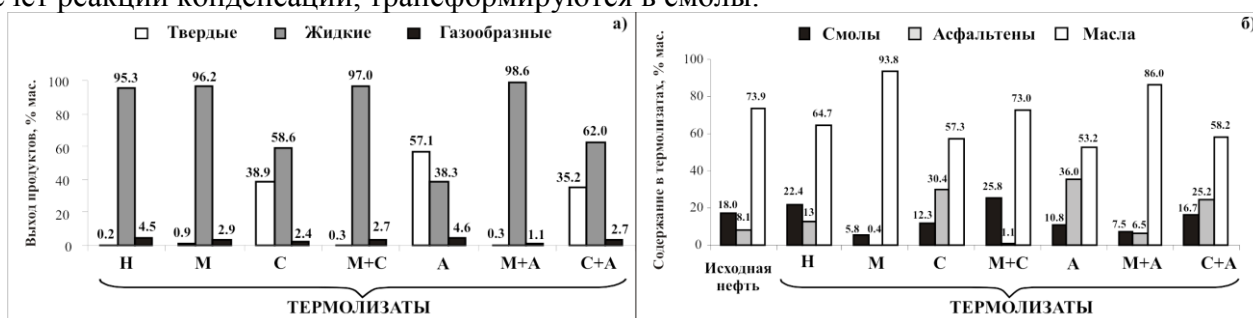 счет реакций конденсации, трансформируются в смолы.
а)
Твердые Жидкие Газообразные
Выход продуктов, % мас.
100
80
60
40
20
0
95.3 96.2 97.0 98.6
58.6 57.1 62.0
38.9 38.3 35.2
0.2 4.5 0.9 2.9 2.4 0.3 2.7 4.6 0.3 1.1 2.7
Н М С М+С А М+А С+А
ТЕРМОЛИЗАТЫ
б)
Смолы Асфальтены Масла
Содержание в термолизатах, % мас.
100
80
60
40
20
0
18.0 8.1 73.9
22.4 13 64.7
5.8 0.4 93.8
12.3 30.4 57.3
25.8 1.1 73.0
10.8 36.0 53.2
7.5 6.5 86.0
16.7 25.2 58.2
Исходная
нефть
Н М С М+С А М+А С+А
ТЕРМОЛИЗАТЫ